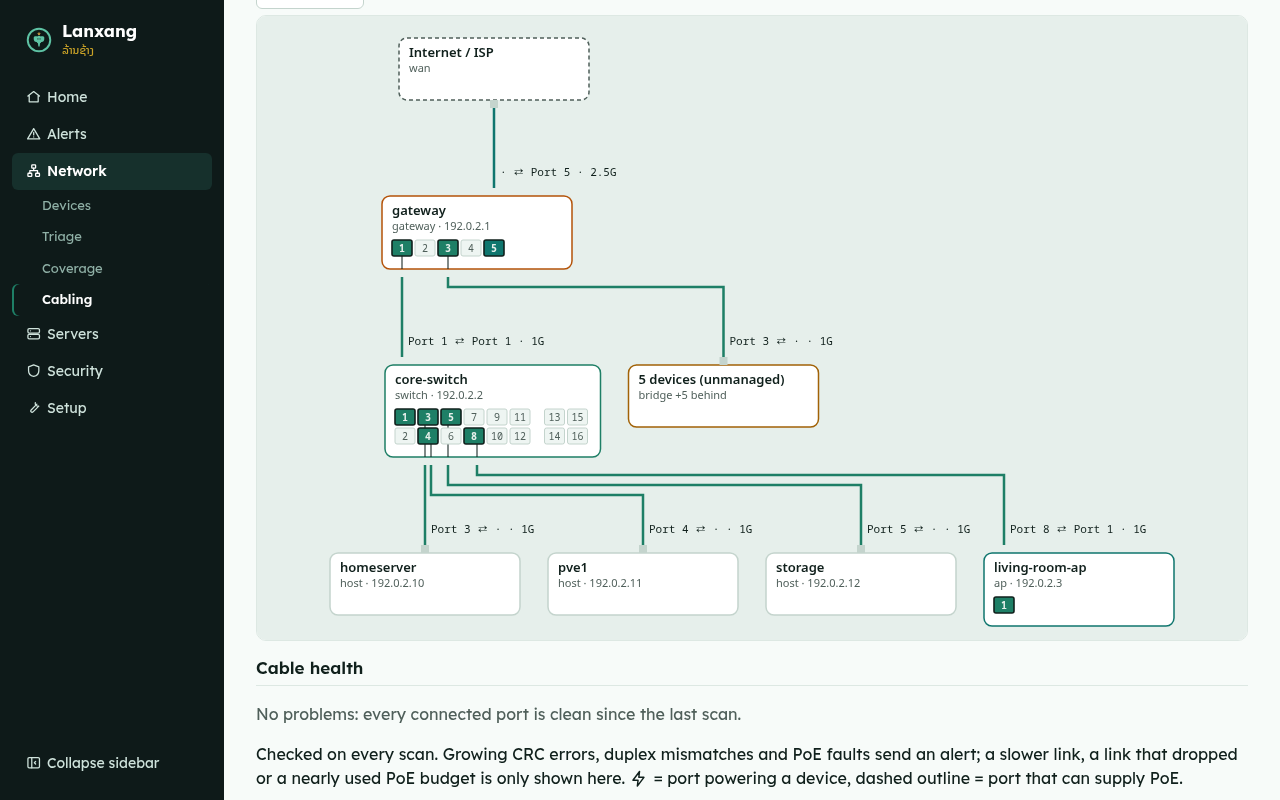 Lanxang
ລ້ານຊ້າງ
Home
Alerts
Network
Devices
Triage
Coverage
Cabling
Servers
Security
Setup
Collapse sidebar
Internet / ISP
wan
· ⇄ Port 5 · 2.5G
gateway
gateway · 192.0.2.1
1 2 3 4 5
Port 1 ⇄ Port 1 · 1G
Port 3 ⇄ · · 1G
core-switch
switch · 192.0.2.2
1 3 5 7 9 11 13 15
2 4 6 8 10 12 14 16
5 devices (unmanaged)
bridge +5 behind
Port 3 ⇄ · · 1G
Port 4 ⇄ · · 1G
Port 5 ⇄ · · 1G
Port 8 ⇄ Port 1 · 1G
homeserver
host · 192.0.2.10
pve1
host · 192.0.2.11
storage
host · 192.0.2.12
living-room-ap
ap · 192.0.2.3
1
Cable health
No problems: every connected port is clean since the last scan.
Checked on every scan. Growing CRC errors, duplex mismatches and PoE faults send an alert; a slower link, a link that dropped
or a nearly used PoE budget is only shown here. = port powering a device, dashed outline = port that can supply PoE.